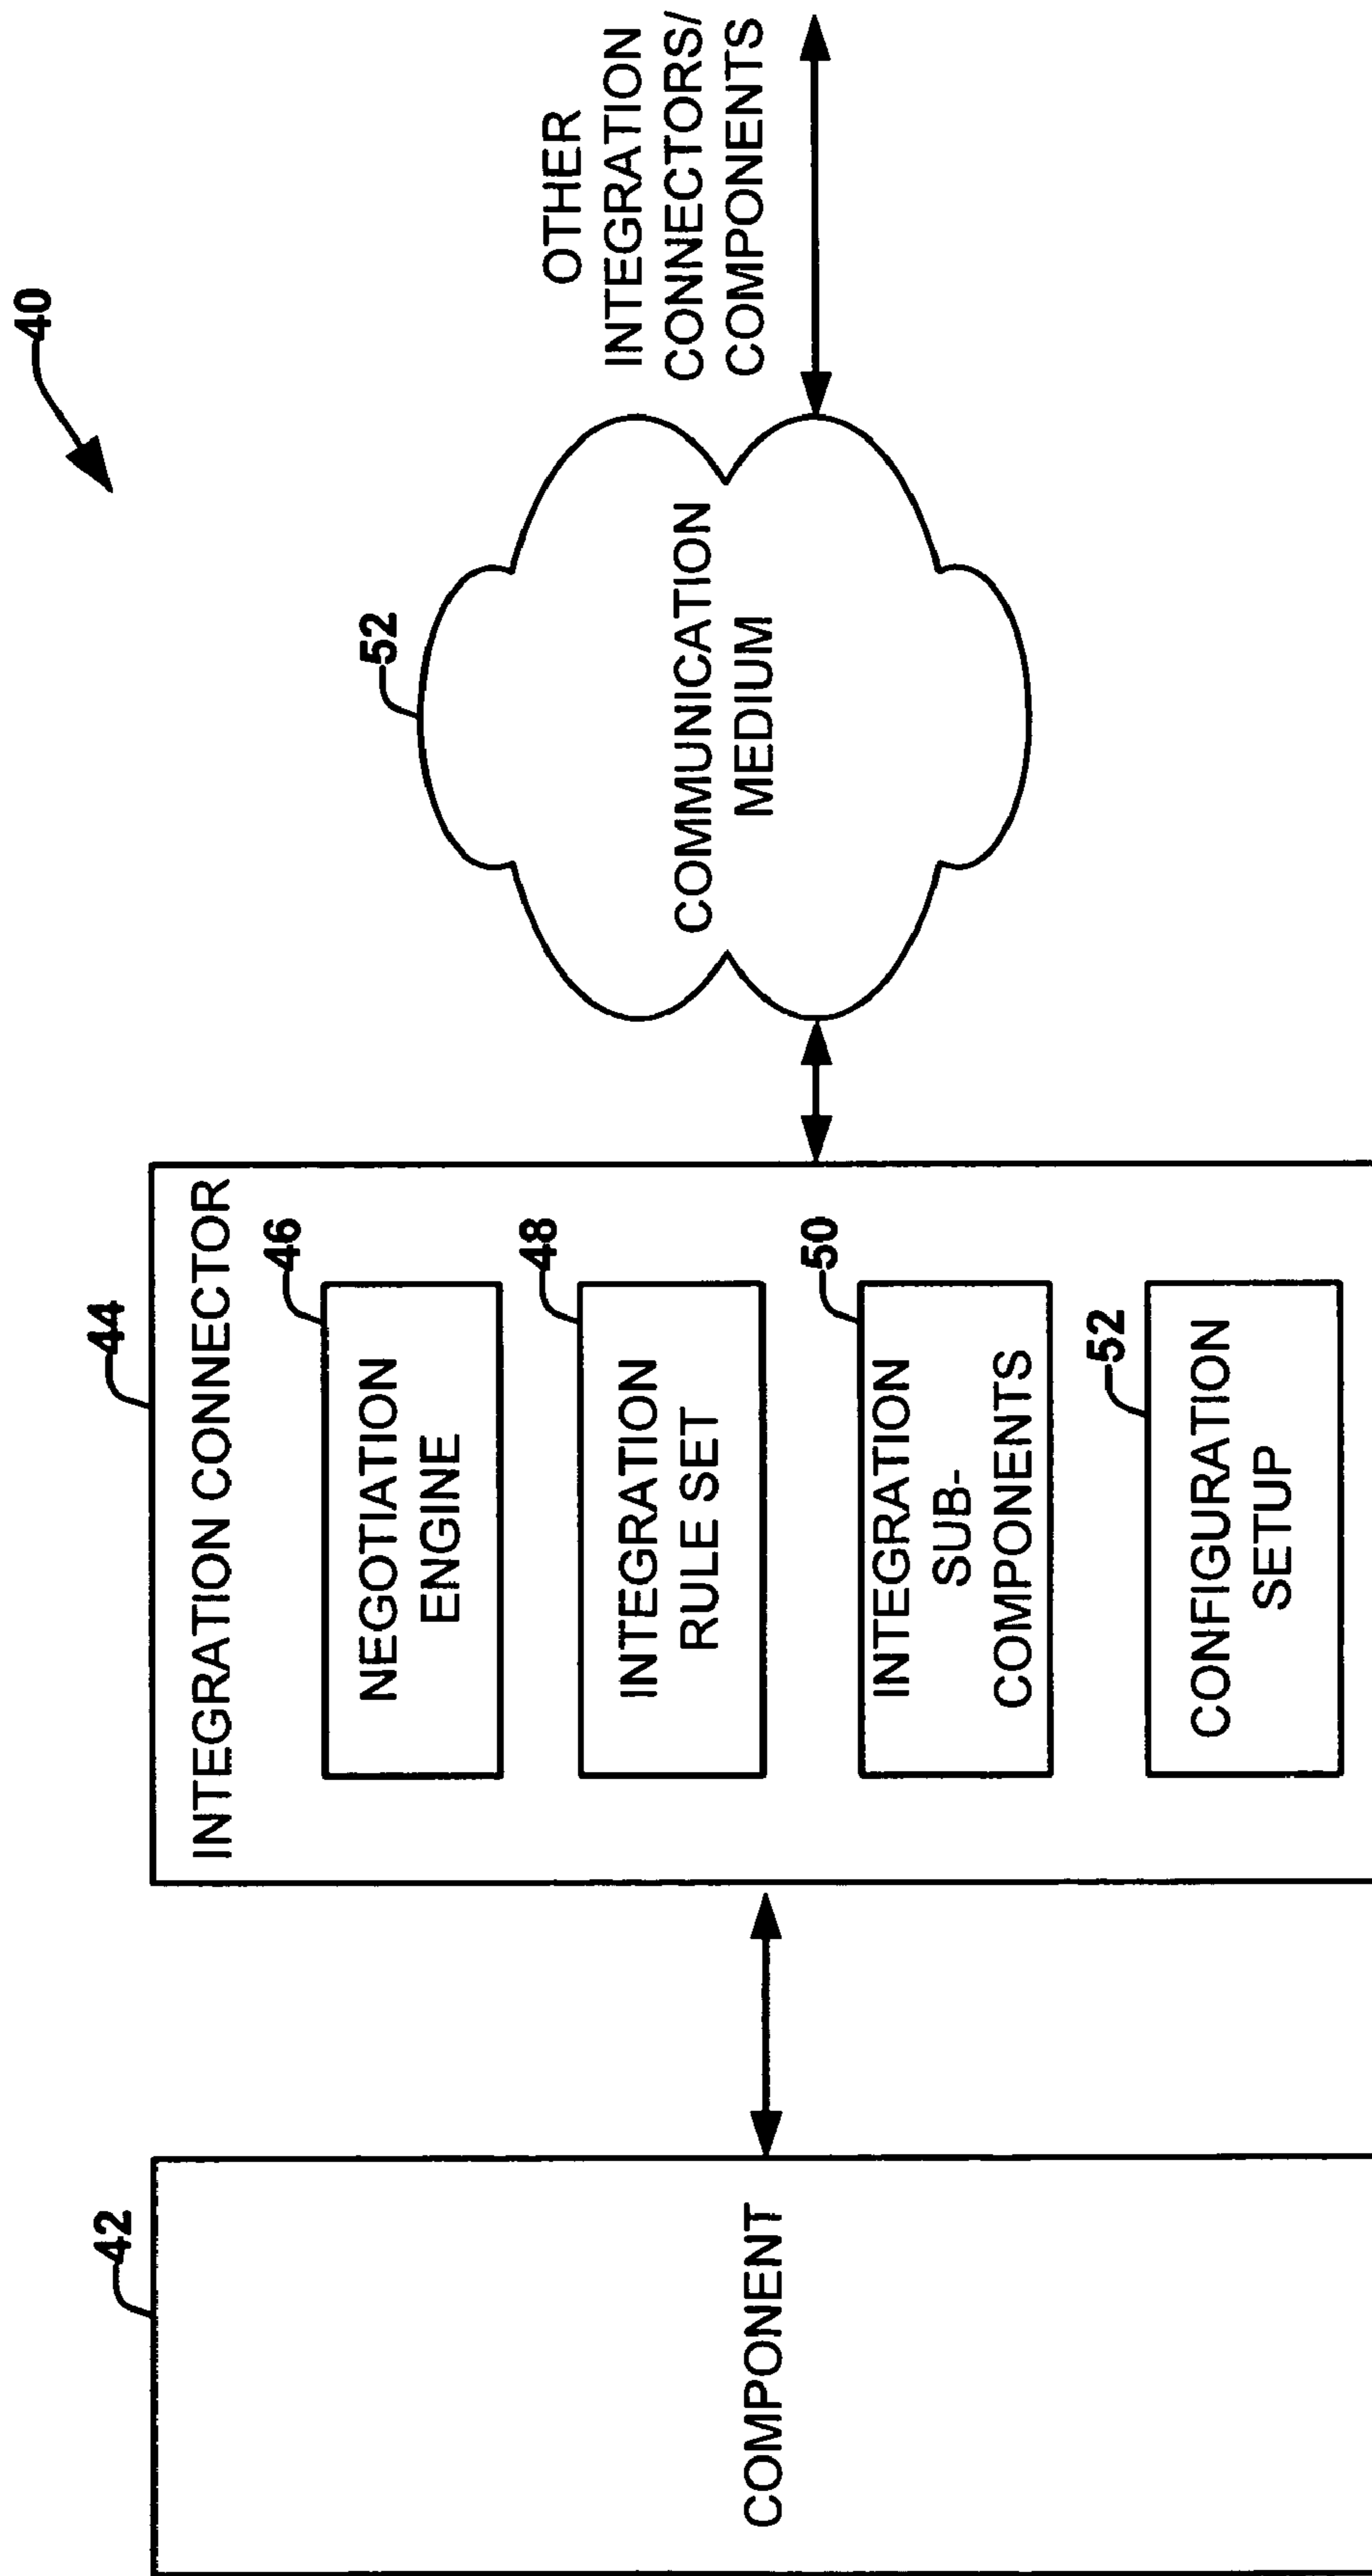 40
42
COMPONENT
44
INTEGRATION CONNECTOR
46
NEGOTIATION
ENGINE
48
INTEGRATION
RULE SET
50
INTEGRATION
SUB-
COMPONENTS
52
CONFIGURATION
SETUP
52
COMMUNICATION
MEDIUM
OTHER
INTEGRATION
CONNECTORS/
COMPONENTS